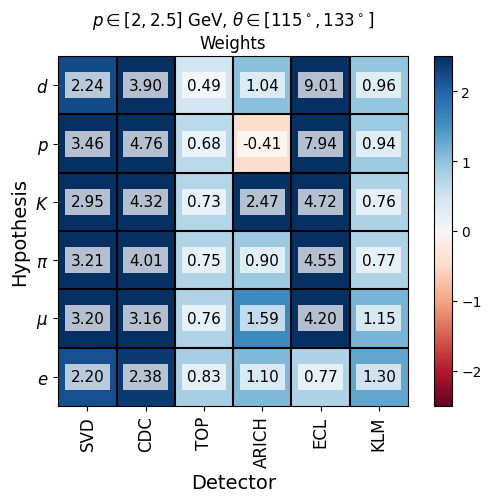 p ∈ [2, 2.5] GeV, θ ∈ [115°, 133°]
Weights
d 2.24 3.90 0.49 1.04 9.01 0.96
p 3.46 4.76 0.68 -0.41 7.94 0.94
K 2.95 4.32 0.73 2.47 4.72 0.76
π 3.21 4.01 0.75 0.90 4.55 0.77
μ 3.20 3.16 0.76 1.59 4.20 1.15
e 2.20 2.38 0.83 1.10 0.77 1.30
SVD CDC TOP ARICH ECL KLM
Detector
Hypothesis
2
1
0
−1
−2